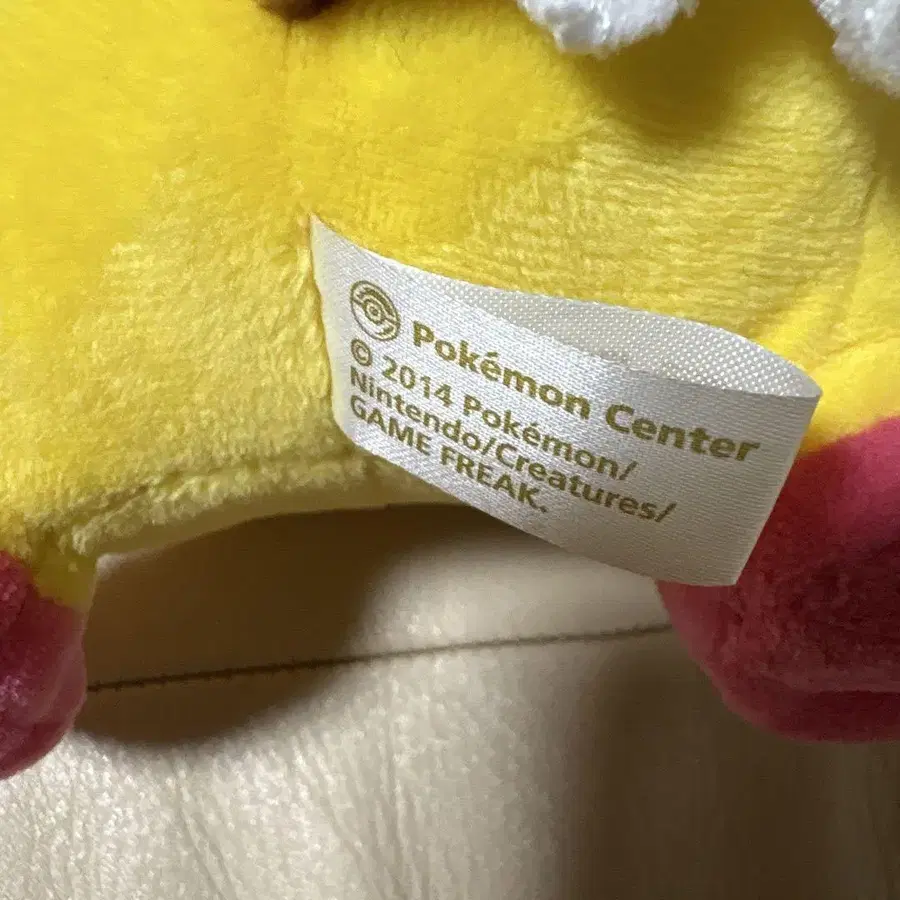 Pokémon Center
© 2014 Pokémon/
Nintendo/Creatures/
GAME FREAK.